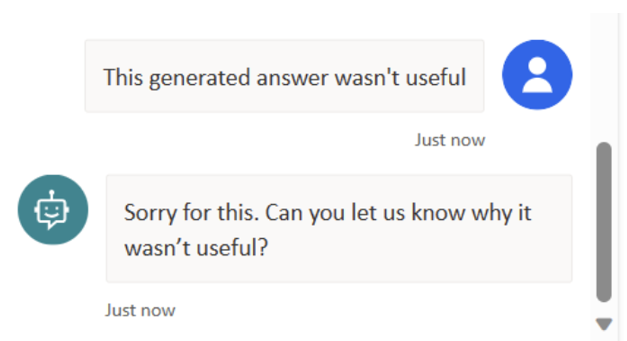 This generated answer wasn't useful
Just now
Sorry for this. Can you let us know why it
wasn’t useful?
Just now